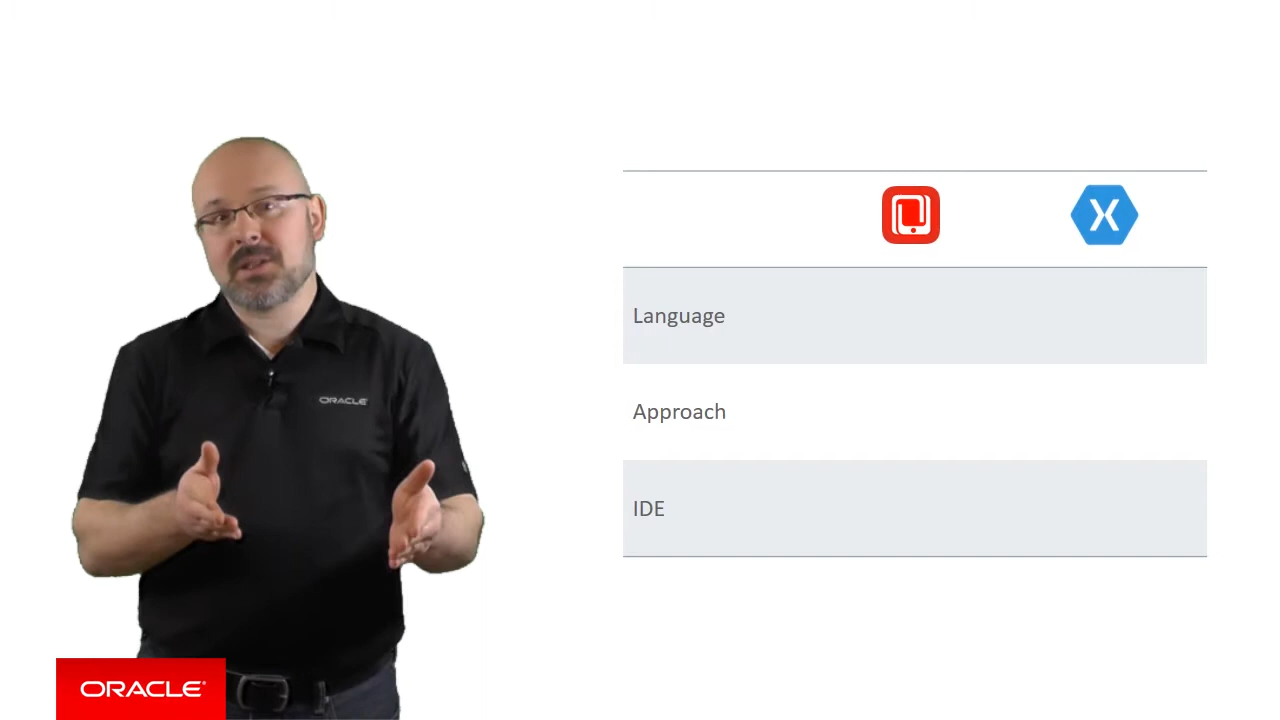 X
Language
Approach
ORACLE
IDE
ORACLE